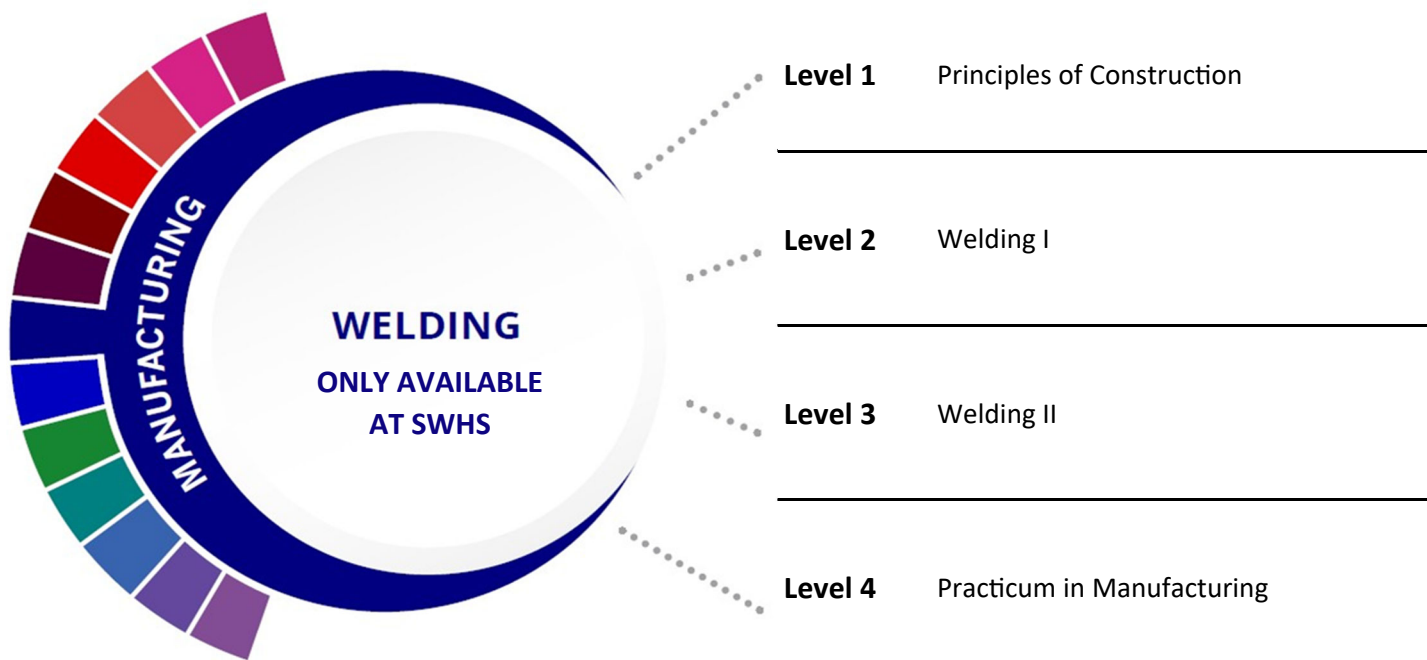 MANUFACTURING
WELDING
ONLY AVAILABLE
AT SWHS
Level 1 Principles of Construction
Level 2 Welding I
Level 3 Welding II
Level 4 Practicum in Manufacturing